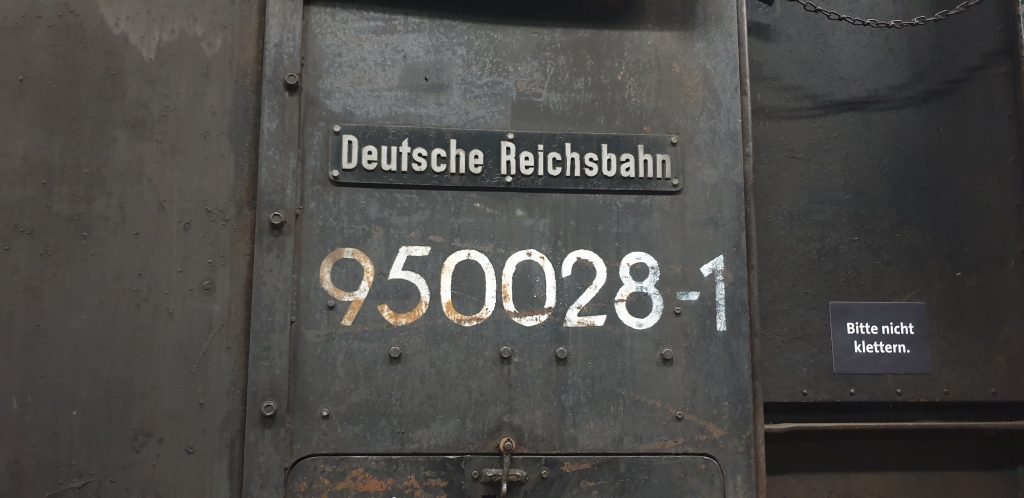 Deutsche Reichsbahn
950028-1
Bitte nicht
klettern.